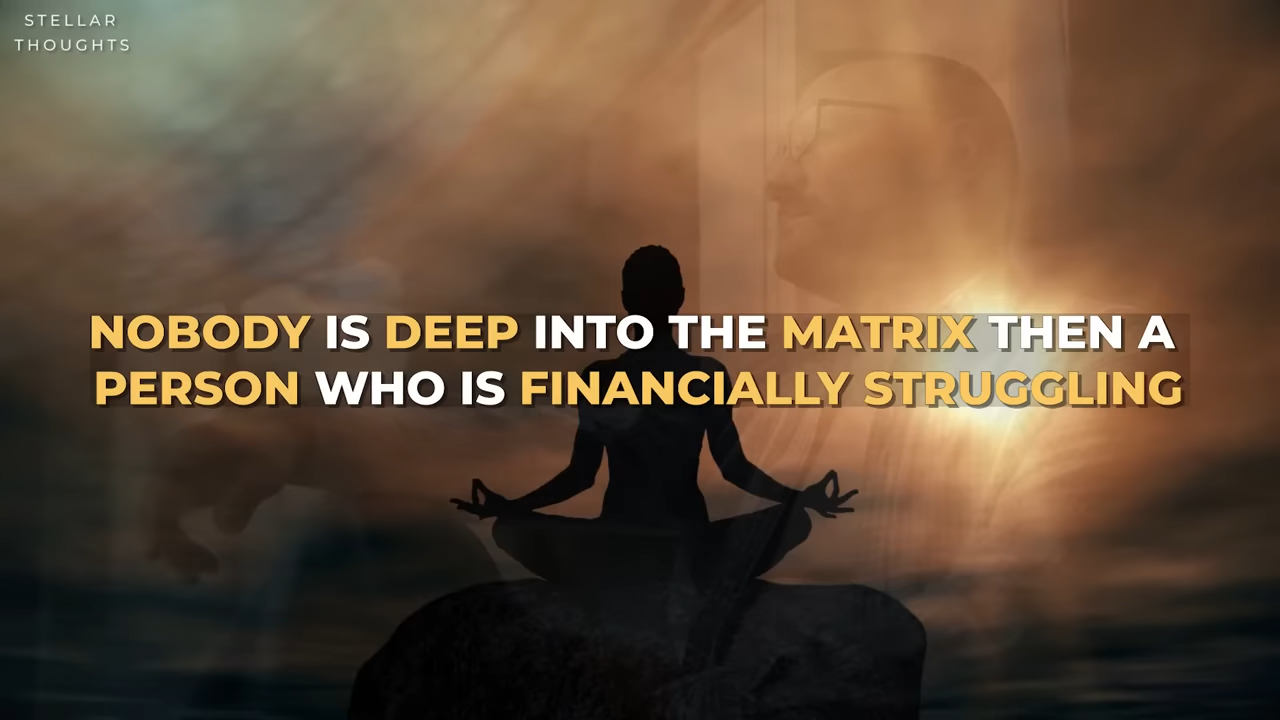 STELLAR
THOUGHTS
NOBODY IS DEEP INTO THE MATRIX THEN A
PERSON WHO IS FINANCIALLY STRUGGLING